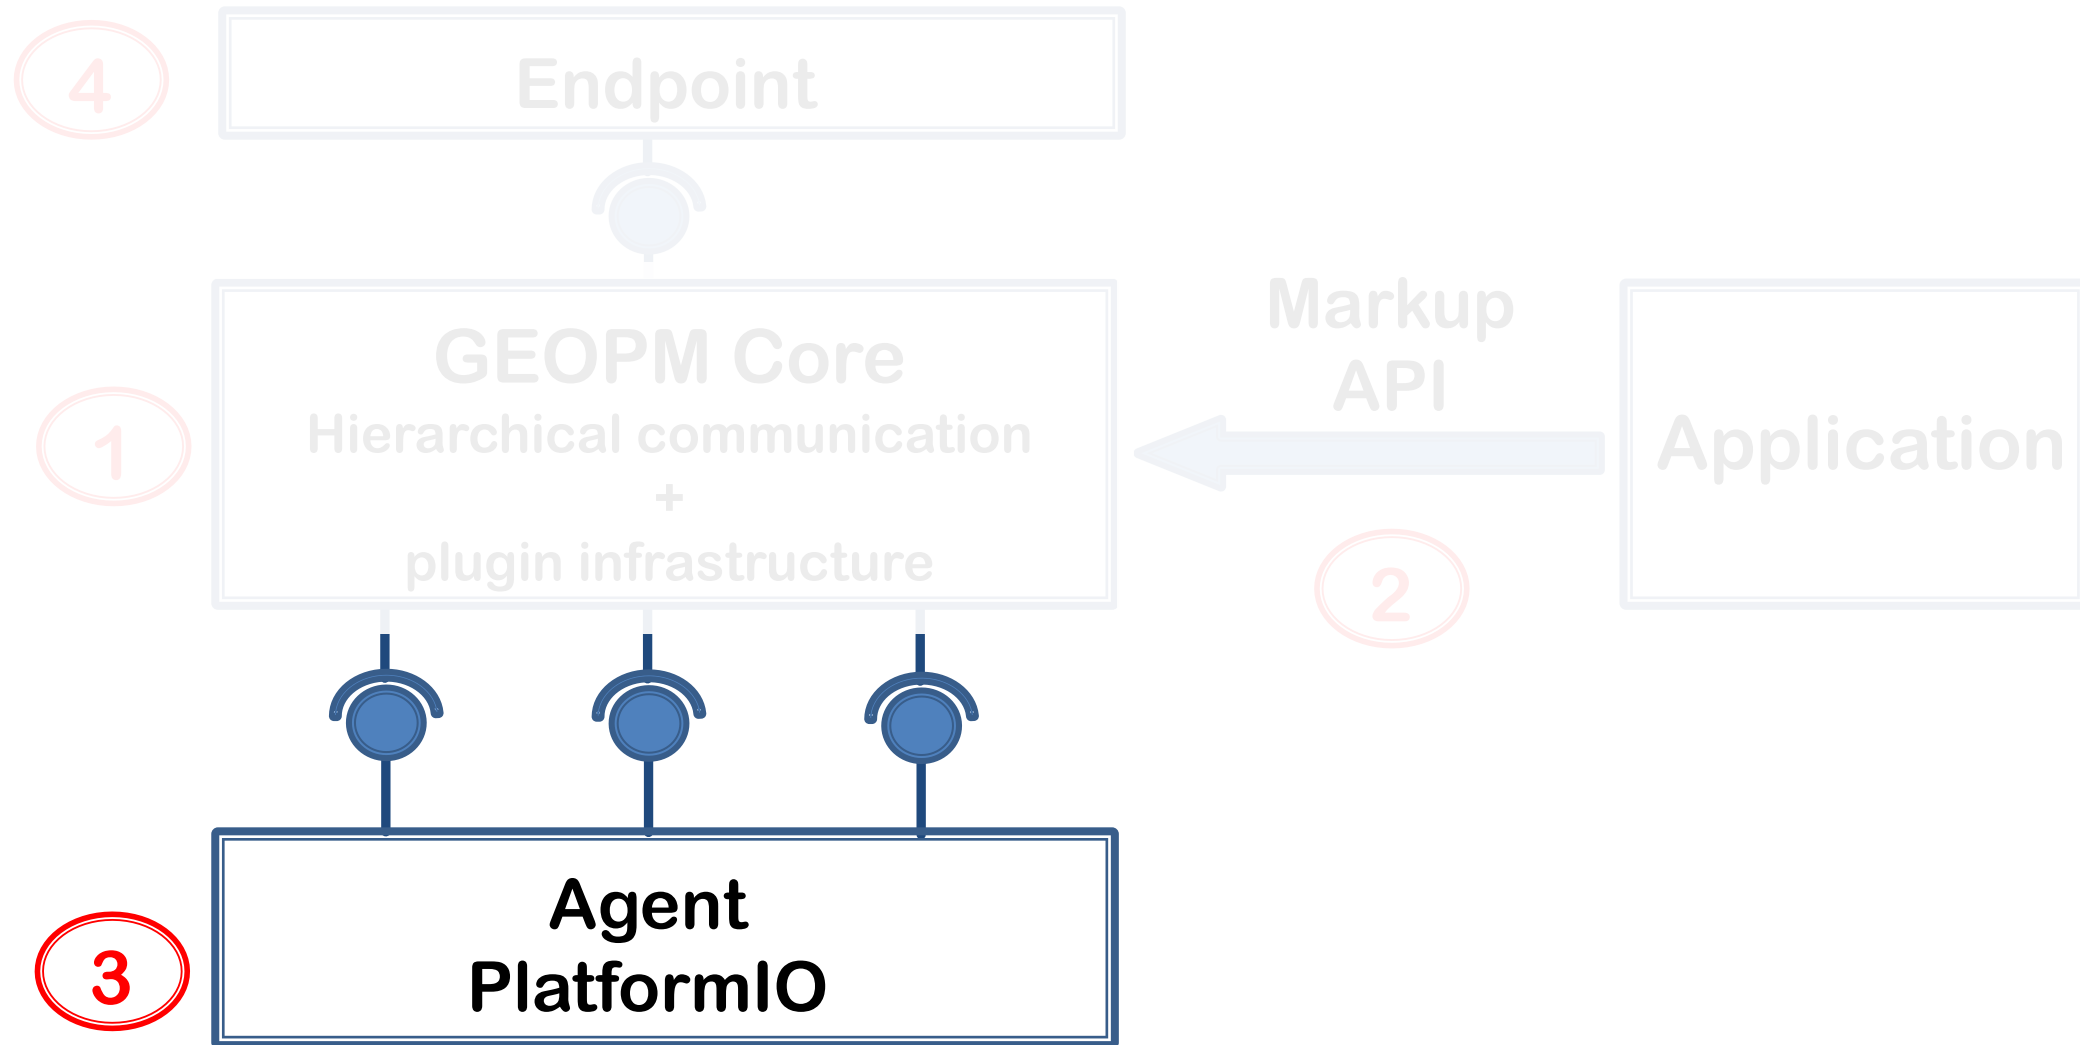 4
Endpoint
GEOPM Core
Hierarchical communication
+
plugin infrastructure
1
Markup
API
2
Application
3
Agent
PlatformIO